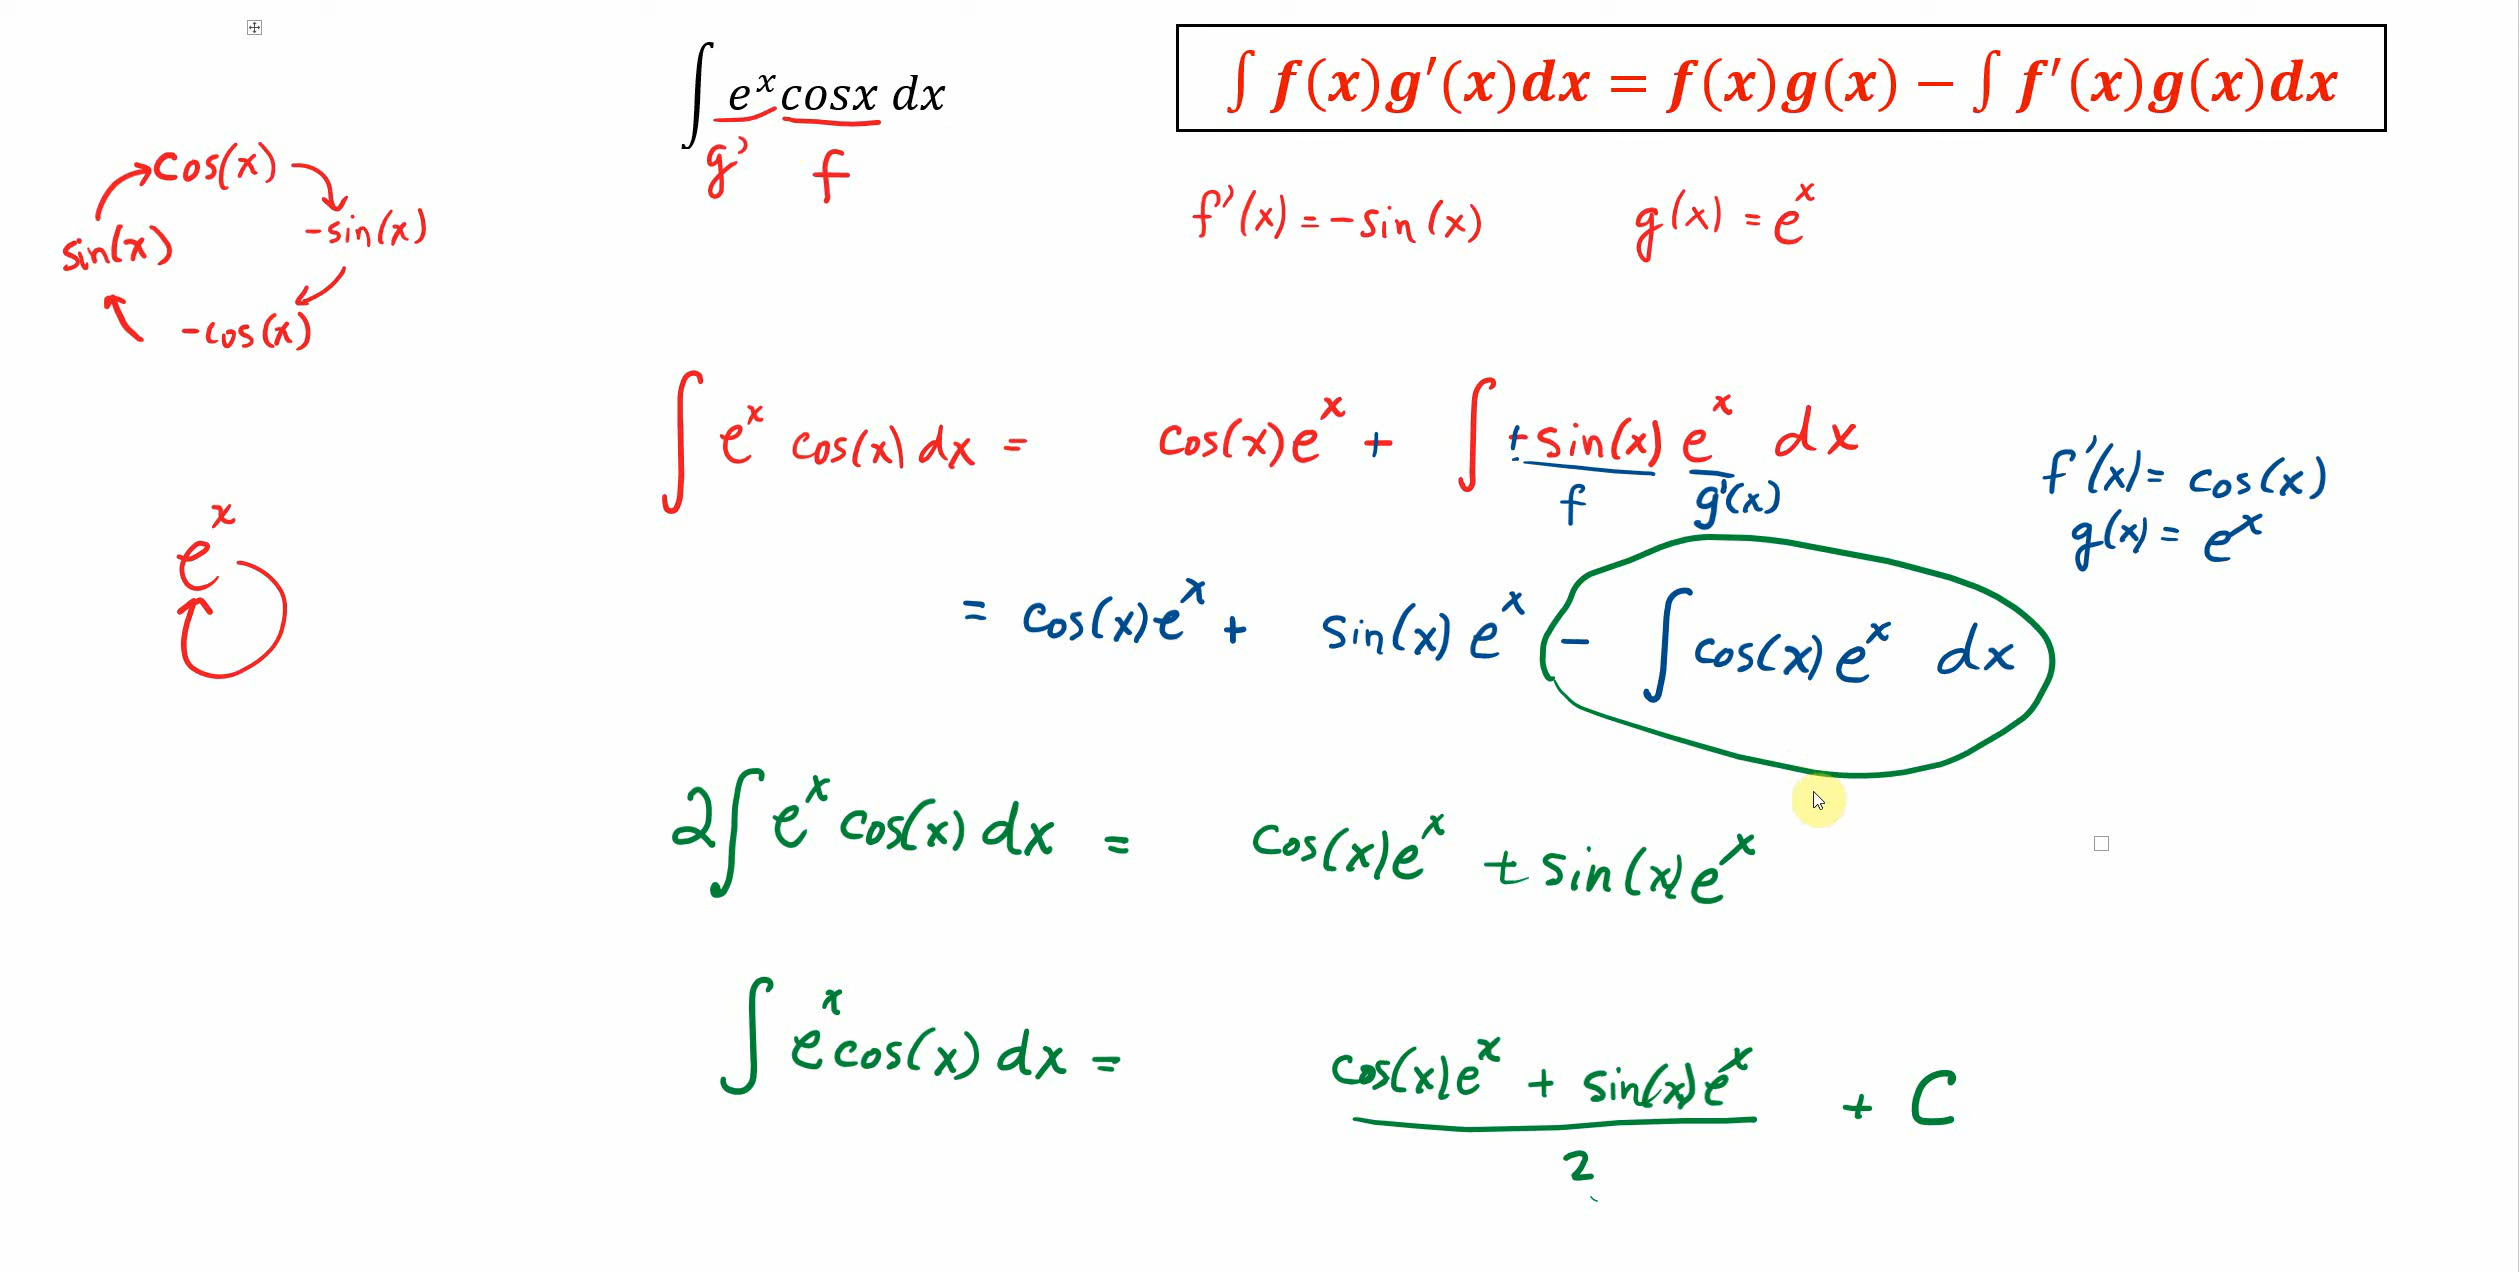 ∫ eˣ cosx dx
∫ f(x)g′(x)dx = f(x)g(x) − ∫ f′(x)g(x)dx
g' f
cos(x)
-sin(x)
sin(x)
-cos(x)
f'(x) = -sin(x) g(x) = eˣ
∫ eˣ cos(x) dx = cos(x)eˣ + ∫ + sin(x) eˣ dx
f g'(x)
f'(x) = cos(x)
g(x) = eˣ
eˣ
= cos(x)eˣ + sin(x)eˣ - ∫ cos(x)eˣ dx
2∫ eˣ cos(x) dx = cos(x)eˣ + sin(x)eˣ
∫ eˣ cos(x) dx = cos(x)eˣ + sin(x)eˣ + C
2